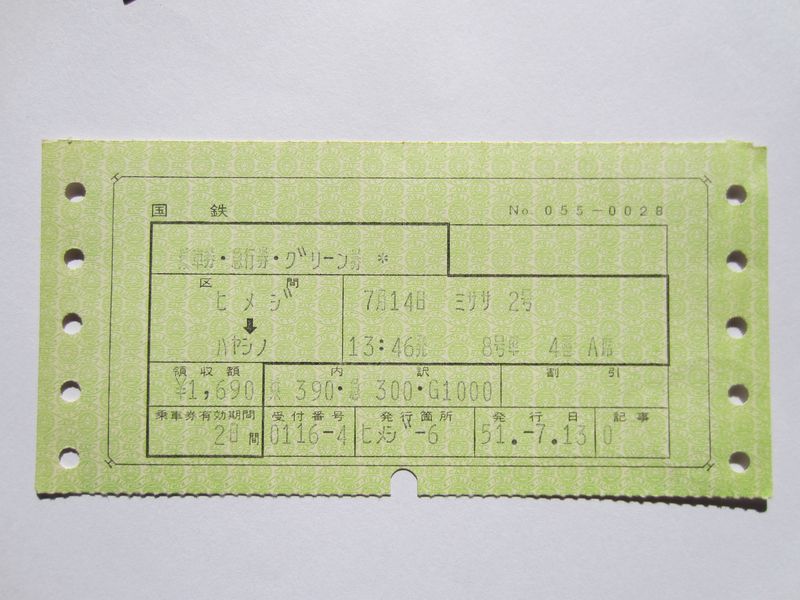 国鉄 No. 055-0028
乗車券・急行券・グリーン券 *
区間
ヒメジ 7月14日 ミササ 2号
⬇
ハヤシノ 13:46発 8号車 4番 A席
領収額 内訳 割引
¥1,690 乗 390・急 300・G1000
乗車券有効期間 受付番号 発行箇所 発行日 記事
2日間 0116-4 ヒメジ-6 51.-7.13 0